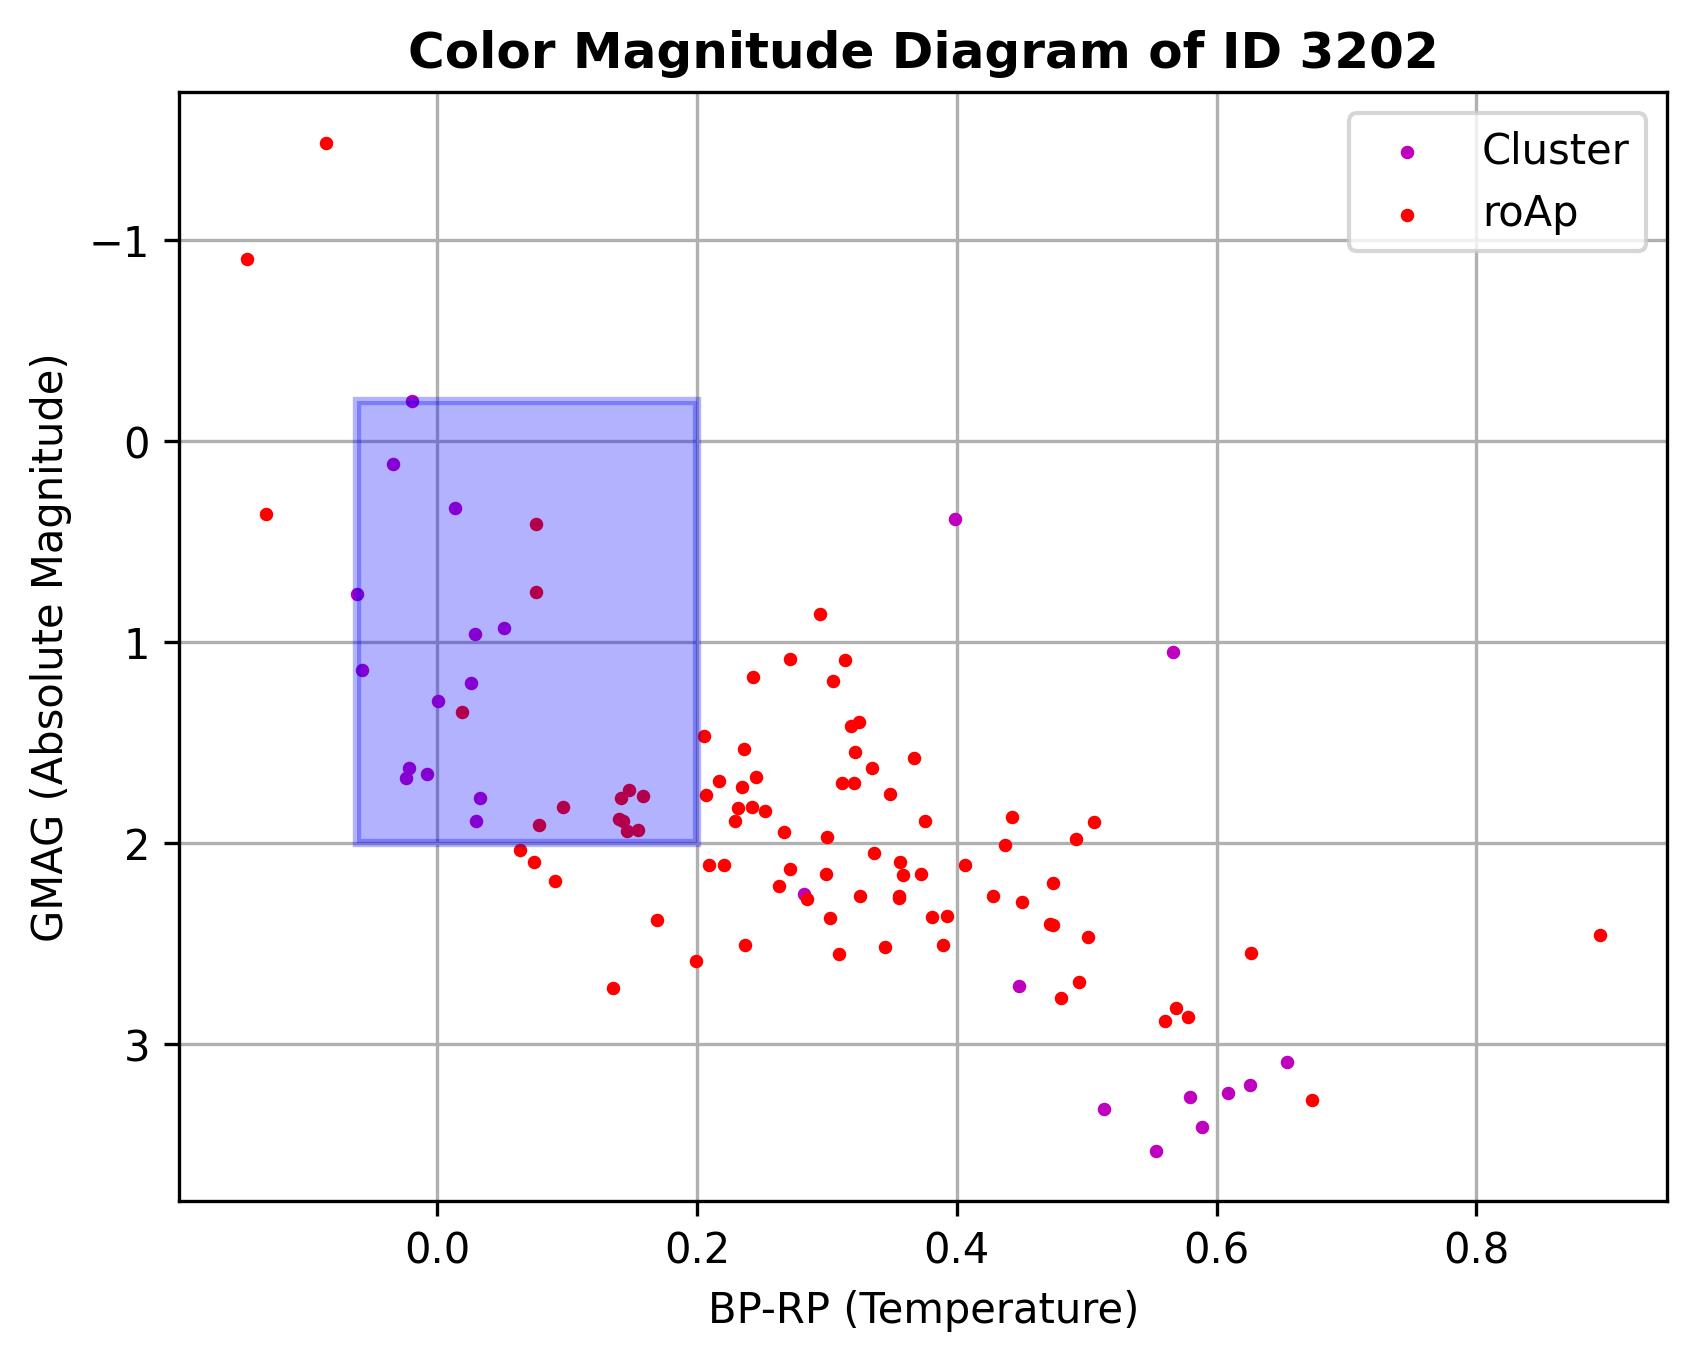 Color Magnitude Diagram of ID 3202
Cluster
roAp
−1
0
1
2
3
GMAG (Absolute Magnitude)
0.0 0.2 0.4 0.6 0.8
BP-RP (Temperature)